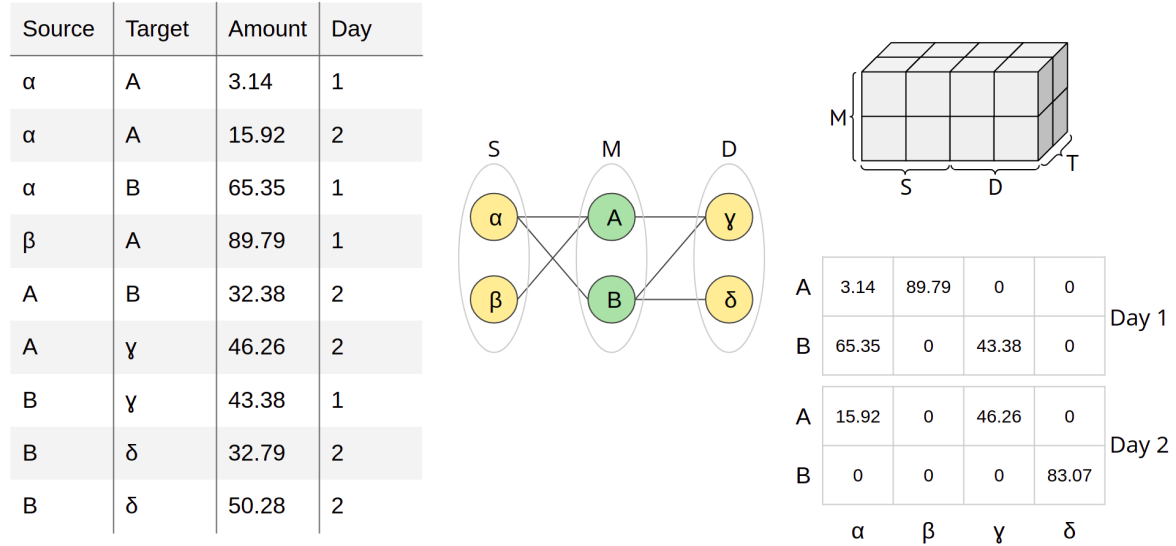 Source Target Amount Day
α A 3.14 1
α A 15.92 2
α B 65.35 1
β A 89.79 1
A B 32.38 2
A ɣ 46.26 2
B ɣ 43.38 1
B δ 32.79 2
B δ 50.28 2
S M D
α A ɣ
β B δ
M
S D T
A 3.14 89.79 0 0
Day 1
B 65.35 0 43.38 0
A 15.92 0 46.26 0
Day 2
B 0 0 0 83.07
α β ɣ δ